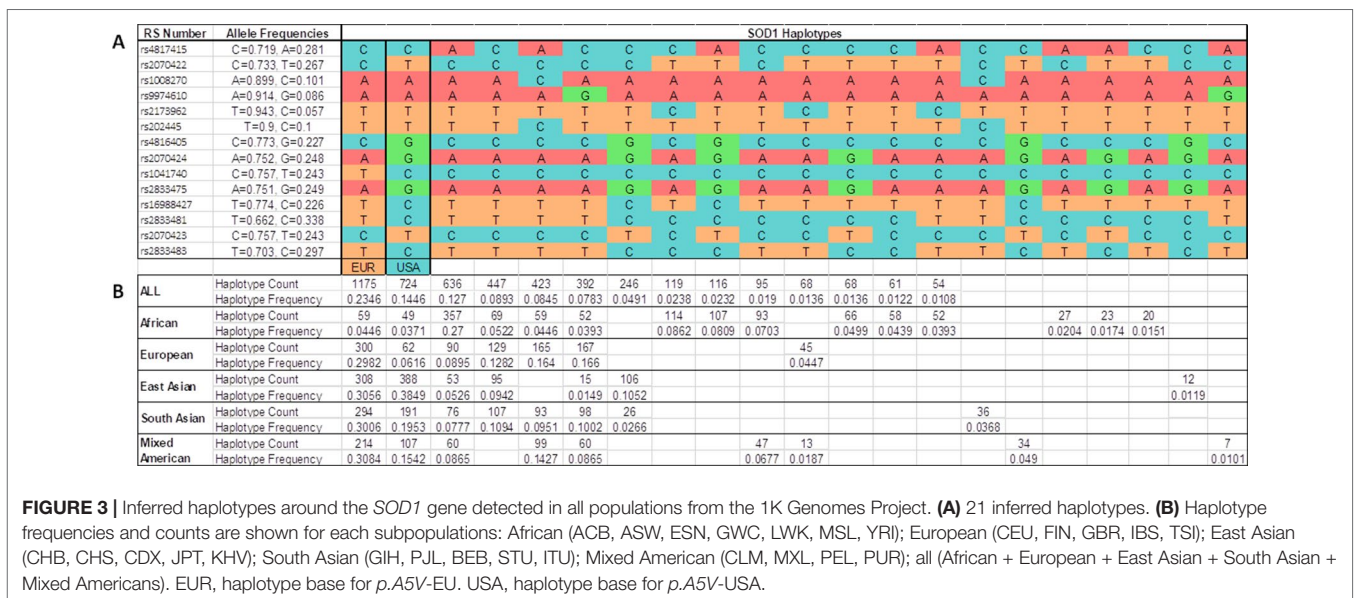 A
RS Number Allele Frequencies SOD1 Haplotypes
rs4817415 C=0.719, A=0.281 C C A C A C C C A C C C C A C C A A C C A
rs2070422 C=0.733, T=0.267 C T C C C C C T T C T T T T C T C T T C C
rs1008270 A=0.899, C=0.101 A A A A C A A A A A A A A A C A A A A A A
rs9974610 A=0.914, G=0.086 A A A A A G A A A A A A A A A A A A A A G
rs2173962 T=0.943, C=0.057 T T T T T T T C T T C T T C T T T T T T T
rs202445 T=0.9, C=0.1 T T T T C T T T T T T T T T C T T T T T T
rs4816405 C=0.773, G=0.227 C G C C C C G C G C C C C C C G C C C G C
rs2070424 A=0.752, G=0.248 A G A A A A G A G A A G A A A G A G A G A
rs1041740 C=0.757, T=0.243 T C C C C C C C C C C C C C C C C C C C C
rs2833475 A=0.751, G=0.249 A G A A A A G A G A A G A A A G A G A G A
rs16988427 T=0.774, C=0.226 T C T T T T C T C T T T T T T C T T T T T
rs2833481 T=0.662, C=0.338 T C T T T T C C C C C C C T T C C C C C T
rs2070423 C=0.757, T=0.243 C T C C C C T C T C C T C C C T C T C C C
rs2833483 T=0.703, C=0.297 T C T T T T C C C T T C C T T C T C T C T
EUR USA
B
ALL Haplotype Count 1175 724 636 447 423 392 246 119 116 95 68 68 61 54
Haplotype Frequency 0.2346 0.1446 0.127 0.0893 0.0845 0.0783 0.0491 0.0238 0.0232 0.019 0.0136 0.0136 0.0122 0.0108
African Haplotype Count 59 49 357 69 59 52 114 107 93 66 58 52 27 23 20
Haplotype Frequency 0.0446 0.0371 0.27 0.0522 0.0446 0.0393 0.0862 0.0809 0.0703 0.0499 0.0439 0.0393 0.0204 0.0174 0.0151
European Haplotype Count 300 62 90 129 165 167 45
Haplotype Frequency 0.2982 0.0616 0.0895 0.1282 0.164 0.166 0.0447
East Asian Haplotype Count 308 388 53 95 15 106 12
Haplotype Frequency 0.3056 0.3849 0.0526 0.0942 0.0149 0.1052 0.0119
South Asian Haplotype Count 294 191 76 107 93 98 26 36
Haplotype Frequency 0.3006 0.1953 0.0777 0.1094 0.0951 0.1002 0.0266 0.0368
Mixed American Haplotype Count 214 107 60 99 60 47 13 34 7
Haplotype Frequency 0.3084 0.1542 0.0865 0.1427 0.0865 0.0677 0.0187 0.049 0.0101
FIGURE 3 | Inferred haplotypes around the SOD1 gene detected in all populations from the 1K Genomes Project. (A) 21 inferred haplotypes. (B) Haplotype
frequencies and counts are shown for each subpopulations: African (ACB, ASW, ESN, GWC, LWK, MSL, YRI); European (CEU, FIN, GBR, IBS, TSI); East Asian
(CHB, CHS, CDX, JPT, KHV); South Asian (GIH, PJL, BEB, STU, ITU); Mixed American (CLM, MXL, PEL, PUR); all (African + European + East Asian + South Asian +
Mixed Americans). EUR, haplotype base for p.A5V-EU. USA, haplotype base for p.A5V-USA.